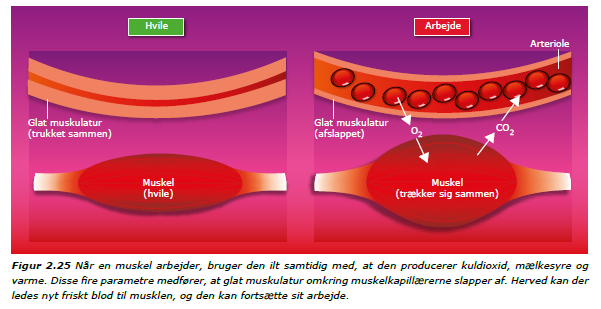 Hvile
Arbejde
Arteriole
Glat muskulatur
(trukket sammen)
Glat muskulatur
(afslappet)
O2
CO2
Muskel
(hvile)
Muskel
(trækker sig sammen)
Figur 2.25 Når en muskel arbejder, bruger den ilt samtidig med, at den producerer kuldioxid, mælkesyre og
varme. Disse fire parametre medfører, at glat muskulatur omkring muskelkapillærerne slapper af. Herved kan der
ledes nyt friskt blod til musklen, og den kan fortsætte sit arbejde.